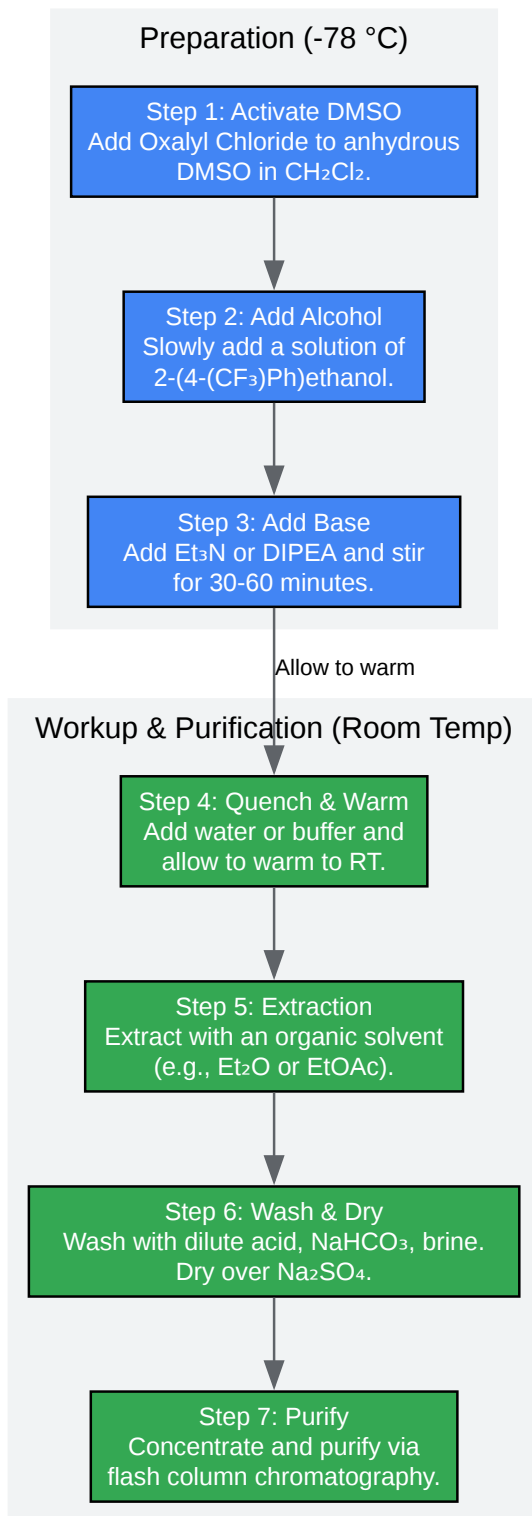 Preparation (-78 °C)
Step 1: Activate DMSO
Add Oxalyl Chloride to anhydrous
DMSO in CH₂Cl₂.
Step 2: Add Alcohol
Slowly add a solution of
2-(4-(CF₃)Ph)ethanol.
Step 3: Add Base
Add Et₃N or DIPEA and stir
for 30-60 minutes.
Allow to warm
Workup & Purification (Room Temp)
Step 4: Quench & Warm
Add water or buffer and
allow to warm to RT.
Step 5: Extraction
Extract with an organic solvent
(e.g., Et₂O or EtOAc).
Step 6: Wash & Dry
Wash with dilute acid, NaHCO₃, brine.
Dry over Na₂SO₄.
Step 7: Purify
Concentrate and purify via
flash column chromatography.